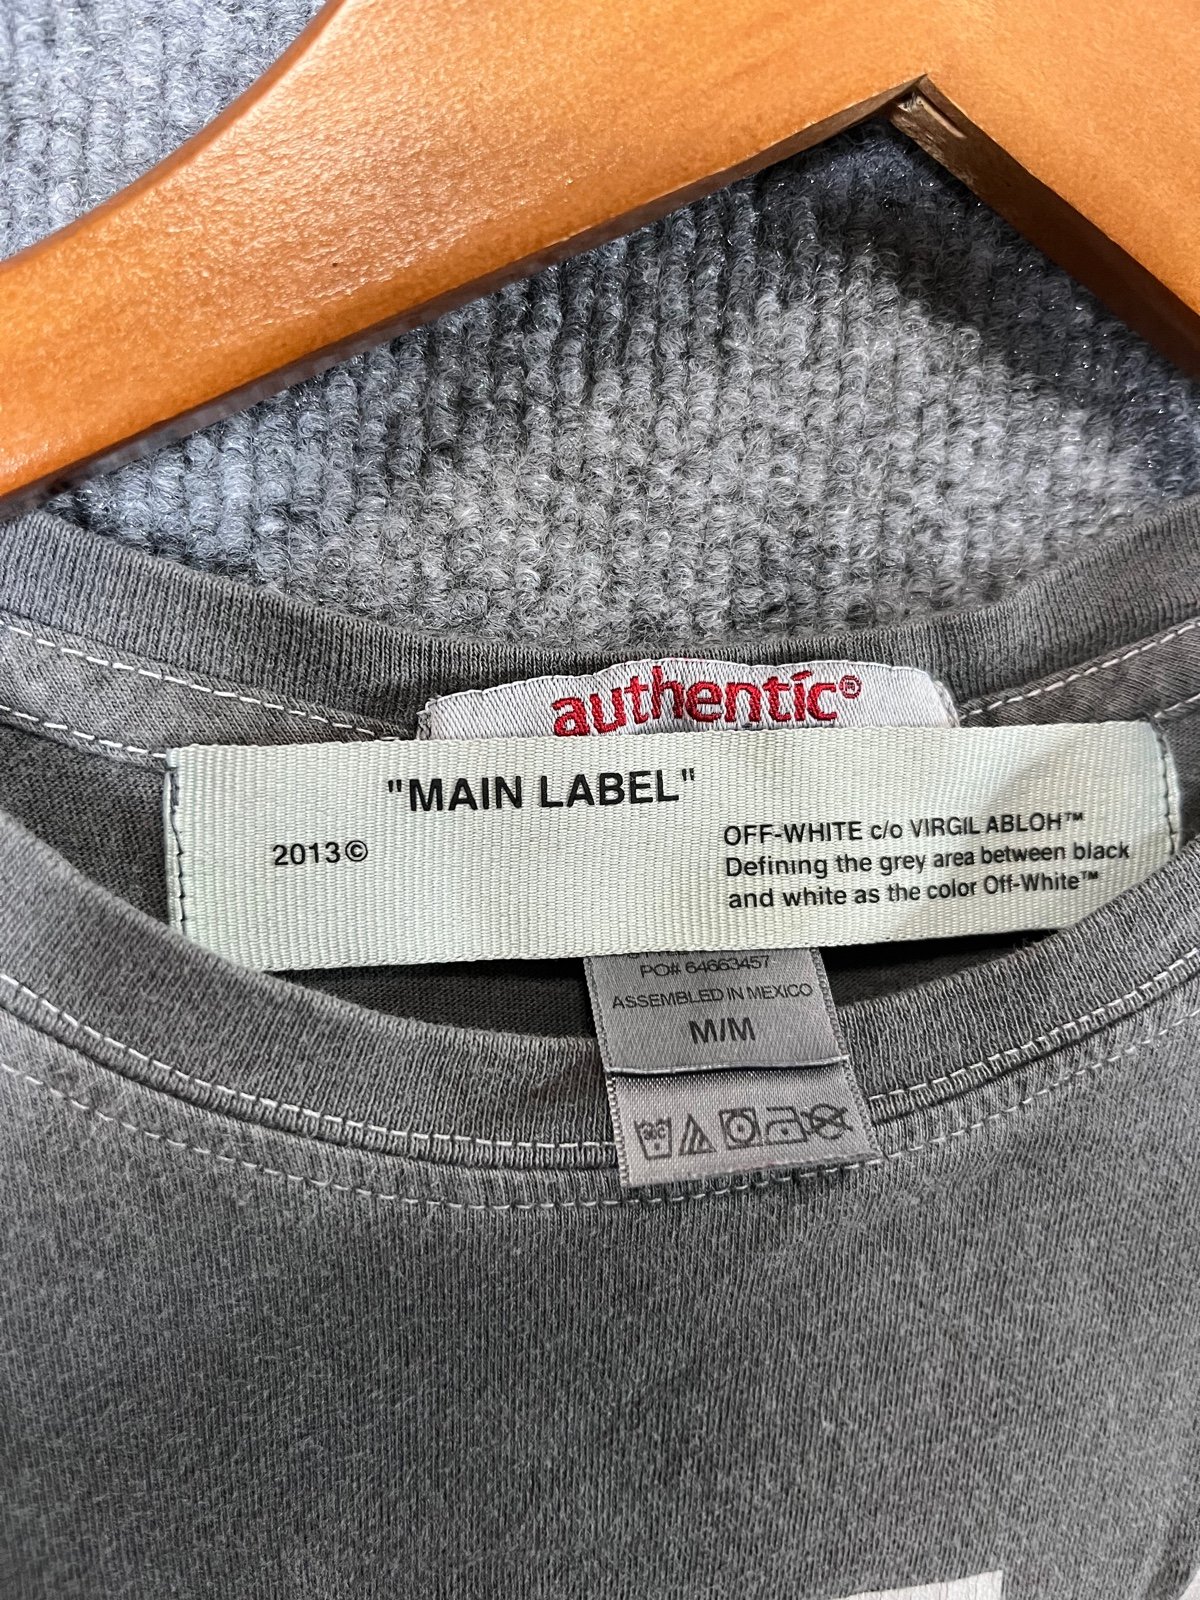 authentic®
"MAIN LABEL"
2013©
OFF-WHITE c/o VIRGIL ABLOH™
Defining the grey area between black
and white as the color Off-White™
PO# 64663457
ASSEMBLED IN MEXICO
M/M